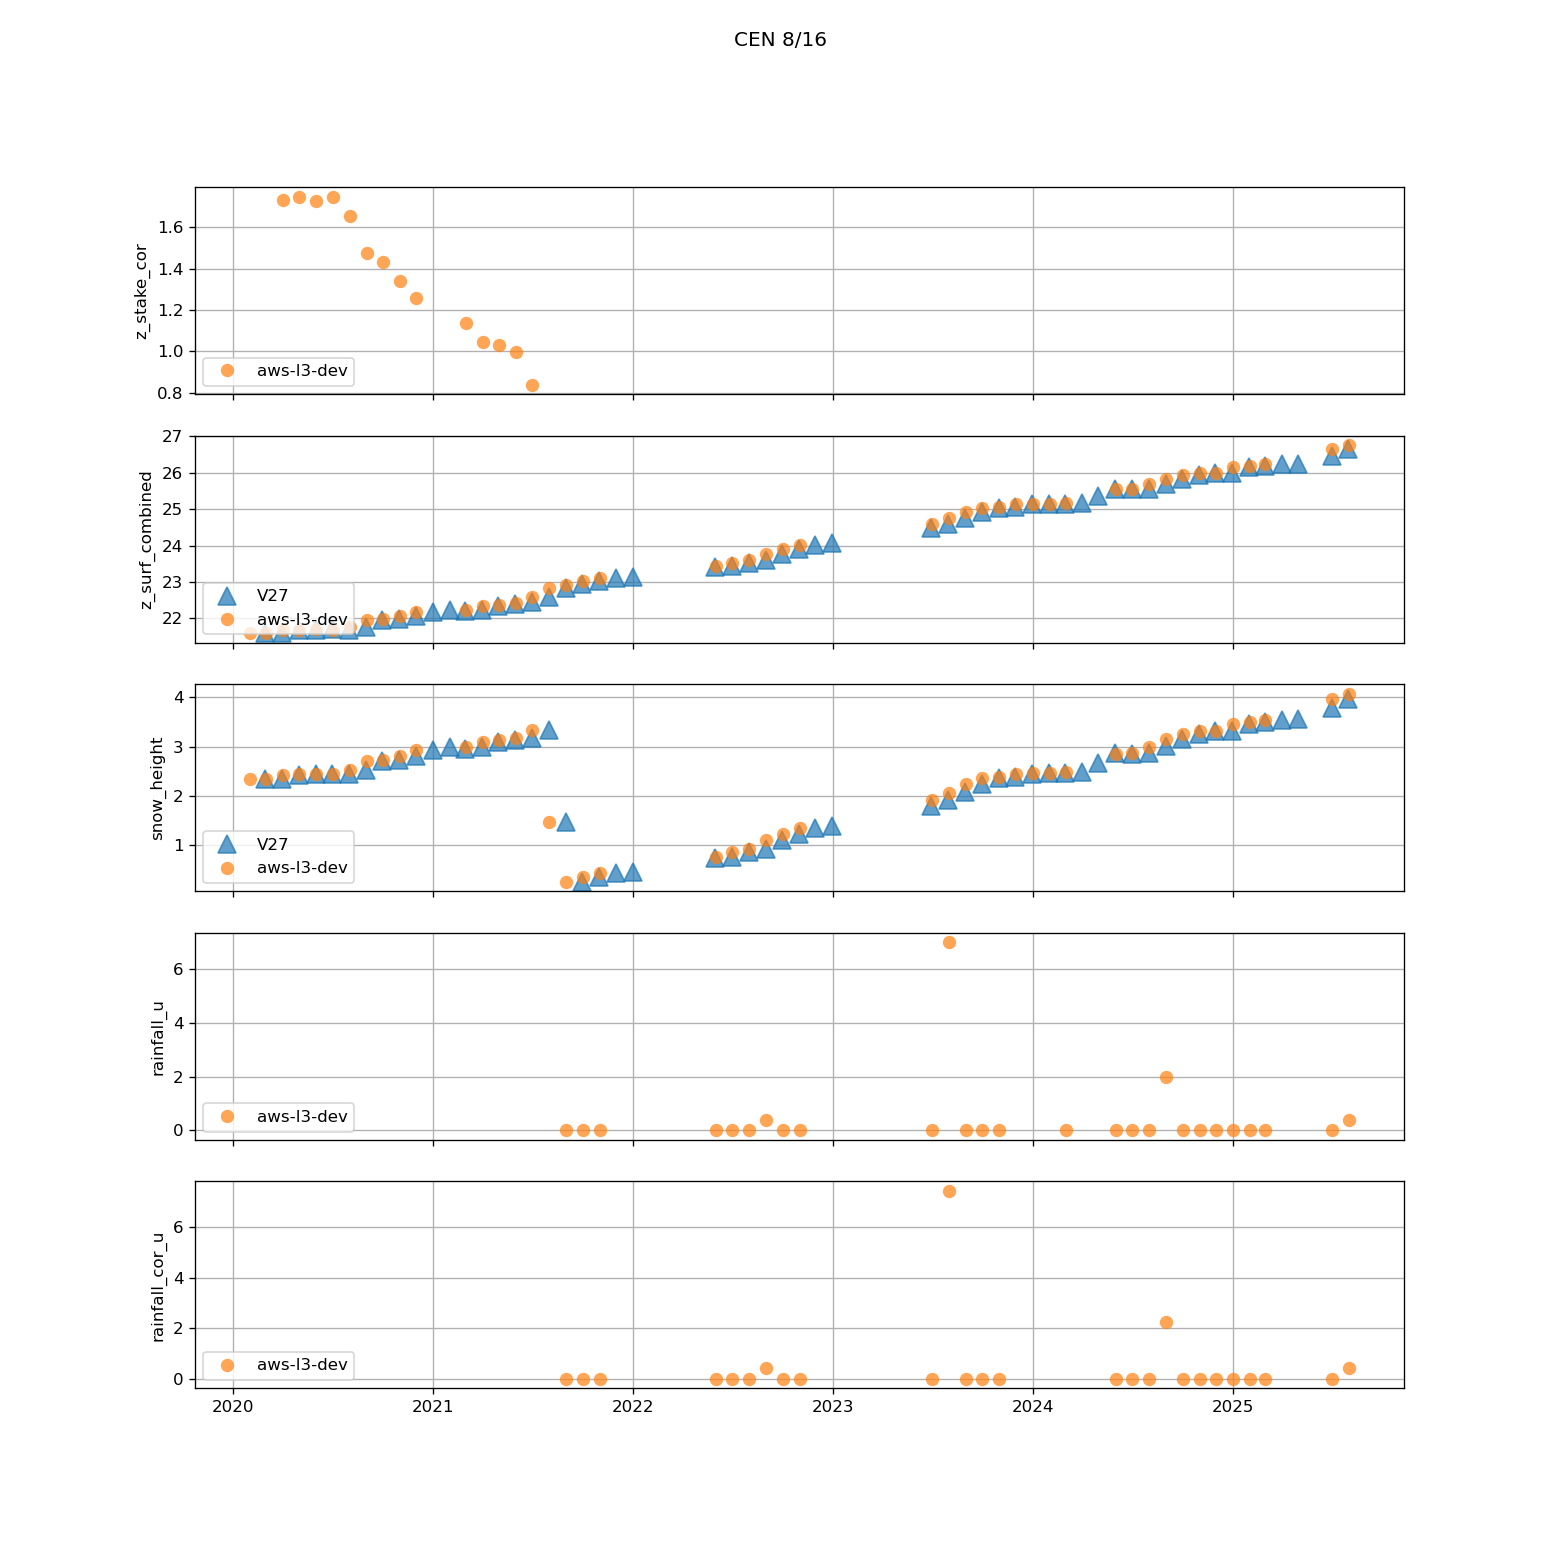 CEN 8/16
z_stake_cor
1.6
1.4
1.2
1.0
0.8
aws-l3-dev
z_surf_combined
27
26
25
24
23
22
V27
aws-l3-dev
snow_height
4
3
2
1
V27
aws-l3-dev
rainfall_u
6
4
2
0
aws-l3-dev
rainfall_cor_u
6
4
2
0
aws-l3-dev
2020 2021 2022 2023 2024 2025